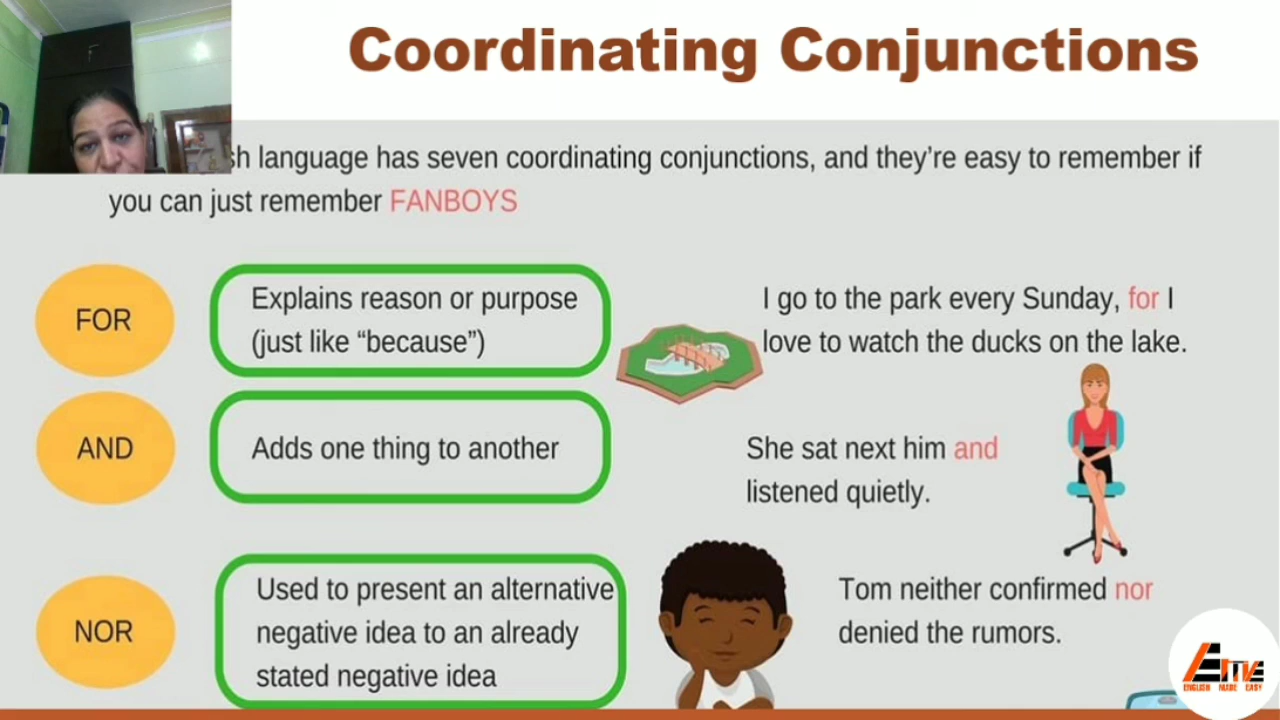 Coordinating Conjunctions
sh language has seven coordinating conjunctions, and they're easy to remember if
you can just remember FANBOYS
FOR
Explains reason or purpose
(just like “because”)
I go to the park every Sunday, for I
love to watch the ducks on the lake.
AND
Adds one thing to another
She sat next him and
listened quietly.
NOR
Used to present an alternative
negative idea to an already
stated negative idea
Tom neither confirmed nor
denied the rumors.
EME
ENGLISH MADE EASY